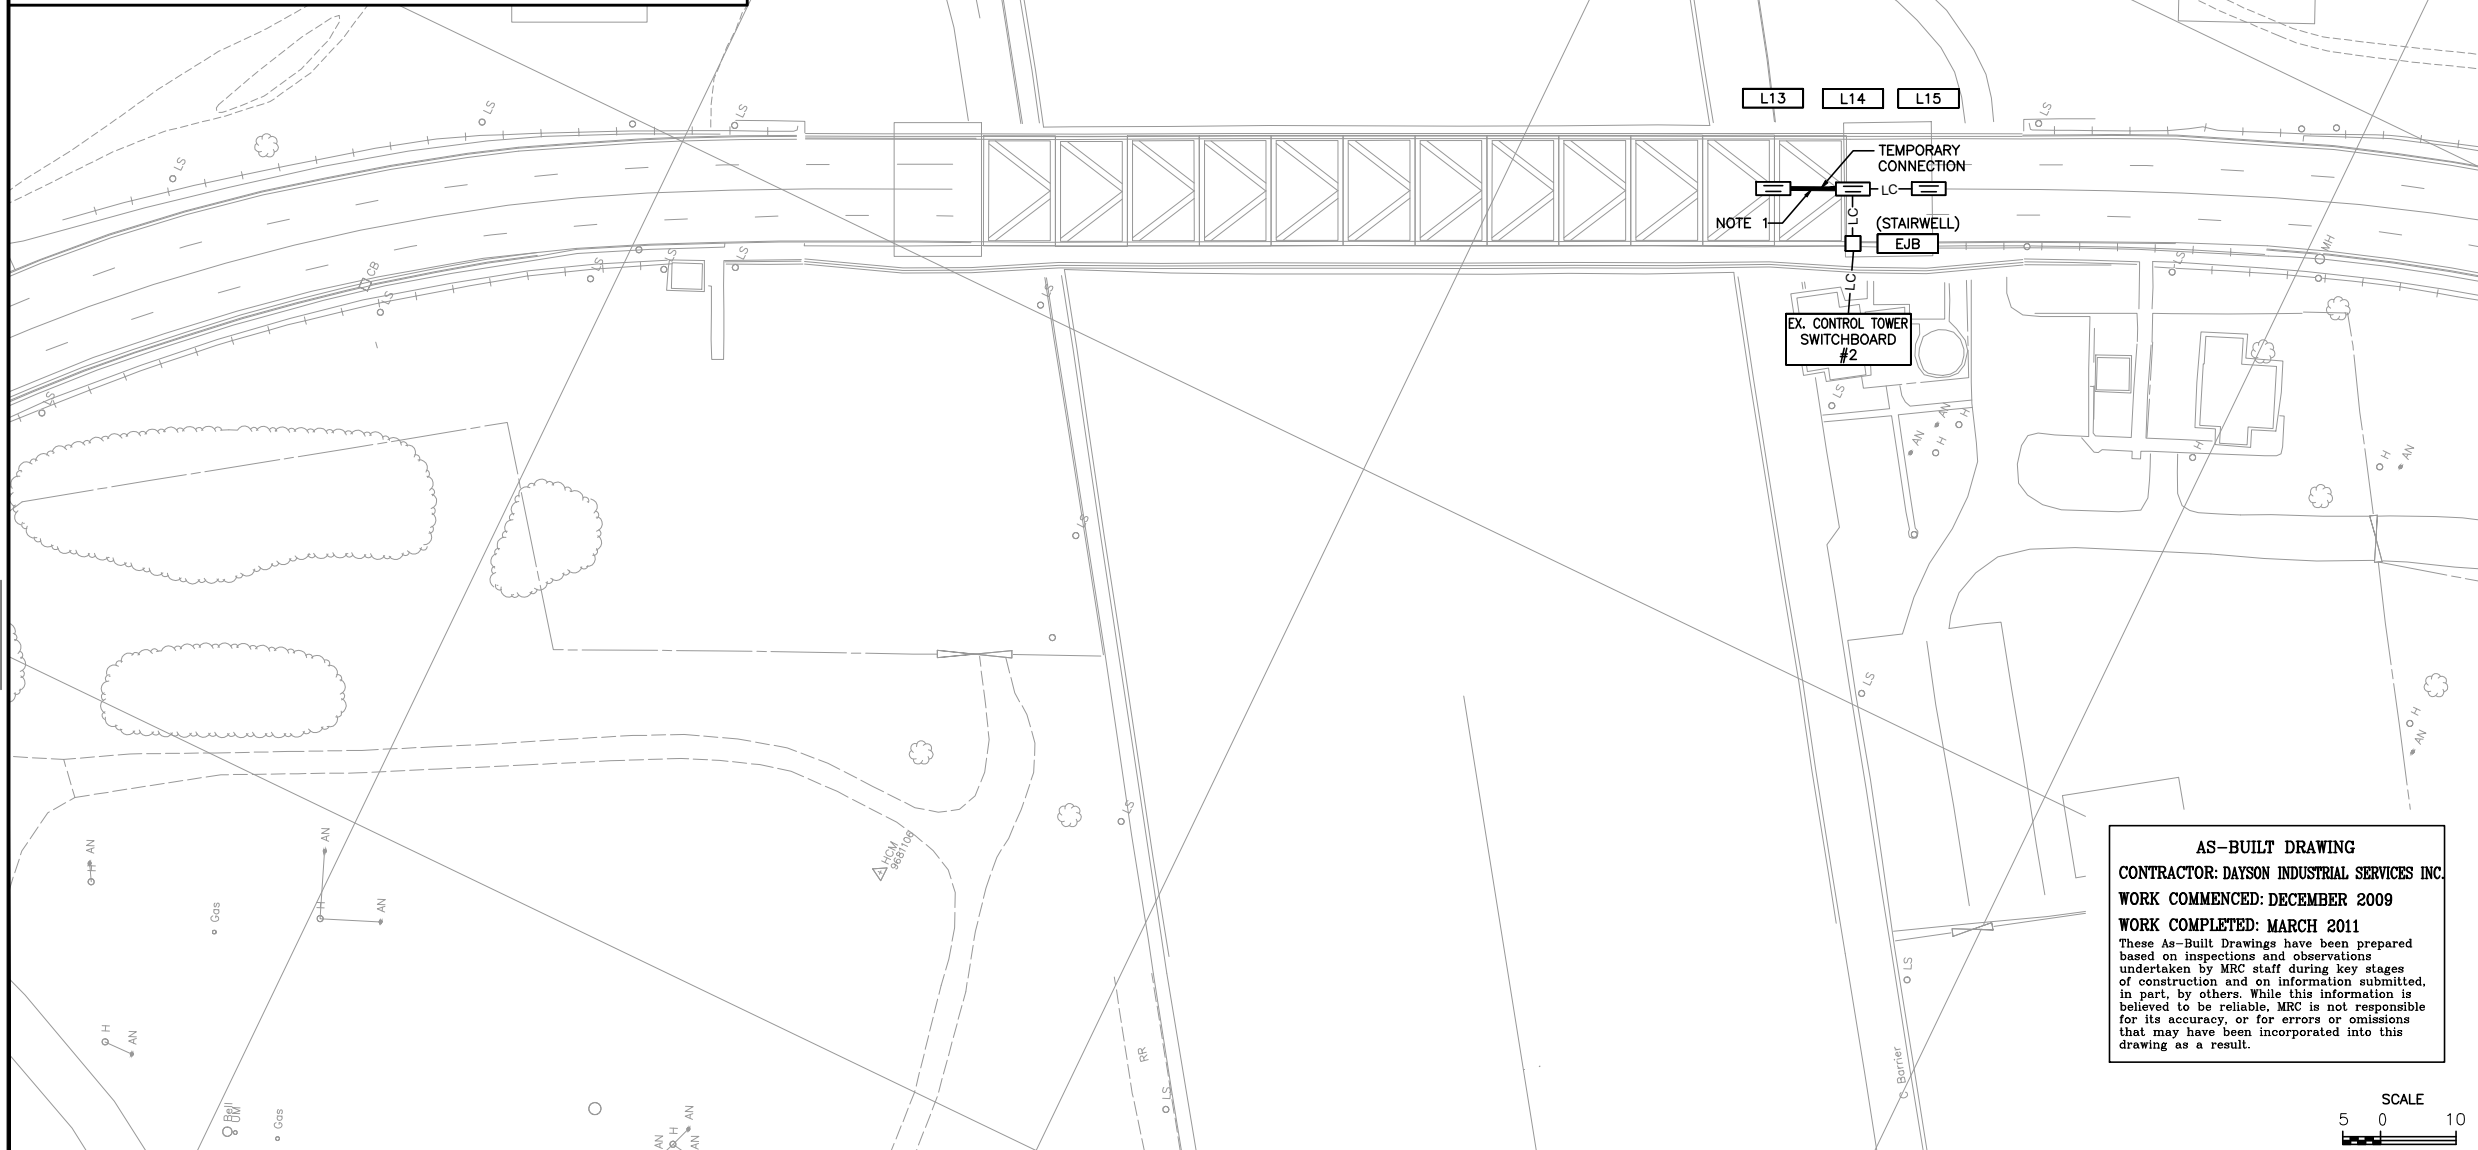 LS
LS
LS
LS
L13
L14
L15
TEMPORARY
CONNECTION
LC
LC
NOTE 1
(STAIRWELL)
EJB
LC
MH
LS
CB
LS
LS
LS
LS
LS
LS
EX. CONTROL TOWER
SWITCHBOARD
#2
LS
AN
H
AN
H
H
H
AN
LS
LS
H
AN
LS
HCM
9681106
AN
H
AN
H
AN
Gas
LS
H
AN
RR
LS
C Barrier
Bell
UM
Gas
AN
H
AN
AN
AS-BUILT DRAWING
CONTRACTOR: DAYSON INDUSTRIAL SERVICES INC.
WORK COMMENCED: DECEMBER 2009
WORK COMPLETED: MARCH 2011
These As-Built Drawings have been prepared
based on inspections and observations
undertaken by MRC staff during key stages
of construction and on information submitted,
in part, by others. While this information is
believed to be reliable, MRC is not responsible
for its accuracy, or for errors or omissions
that may have been incorporated into this
drawing as a result.
SCALE
5 0 10